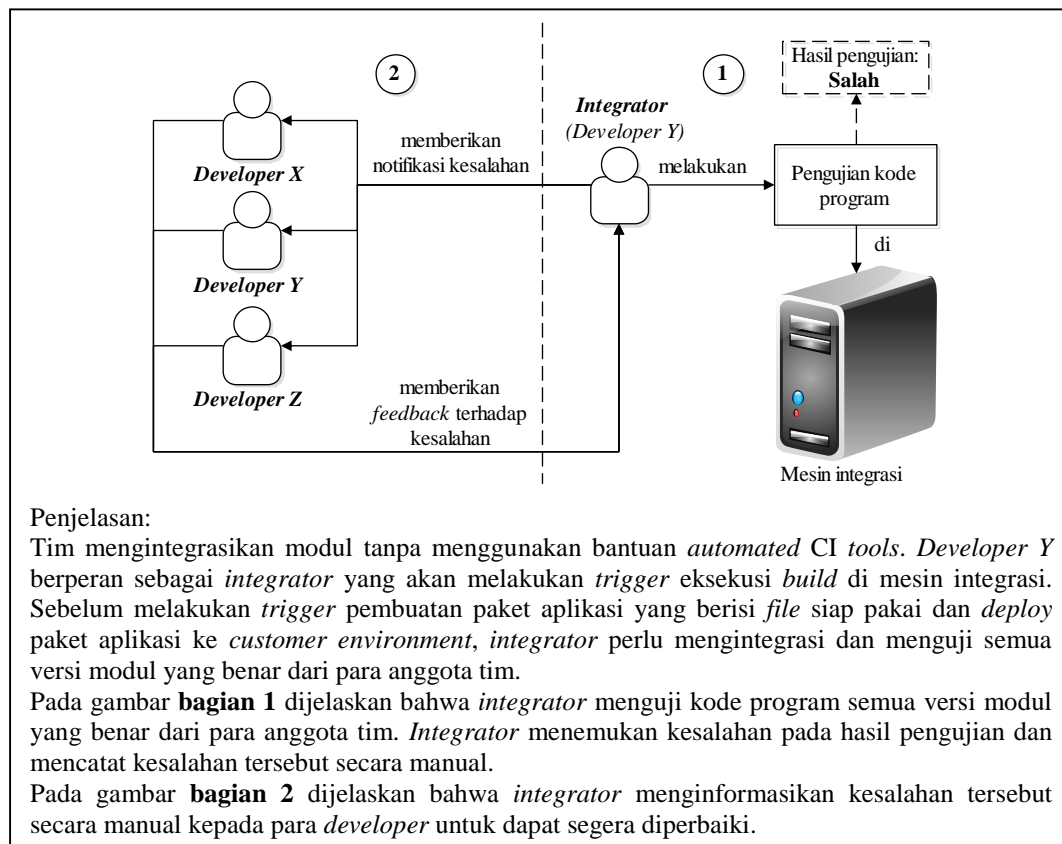 2
1
Hasil pengujian:
Salah
Integrator
(Developer Y)
memberikan
notifikasi kesalahan
melakukan
Pengujian kode
program
di
Developer X
Developer Y
Developer Z
memberikan
feedback terhadap
kesalahan
Mesin integrasi
Penjelasan:
Tim mengintegrasikan modul tanpa menggunakan bantuan automated CI tools. Developer Y
berperan sebagai integrator yang akan melakukan trigger eksekusi build di mesin integrasi.
Sebelum melakukan trigger pembuatan paket aplikasi yang berisi file siap pakai dan deploy
paket aplikasi ke customer environment, integrator perlu mengintegrasi dan menguji semua
versi modul yang benar dari para anggota tim.
Pada gambar bagian 1 dijelaskan bahwa integrator menguji kode program semua versi modul
yang benar dari para anggota tim. Integrator menemukan kesalahan pada hasil pengujian dan
mencatat kesalahan tersebut secara manual.
Pada gambar bagian 2 dijelaskan bahwa integrator menginformasikan kesalahan tersebut
secara manual kepada para developer untuk dapat segera diperbaiki.